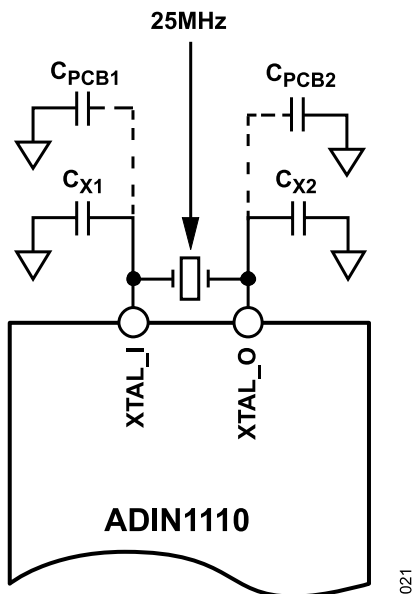 25MHz
CPCB1
CPCB2
CX1
CX2
XTAL_I
XTAL_O
ADIN1110
021